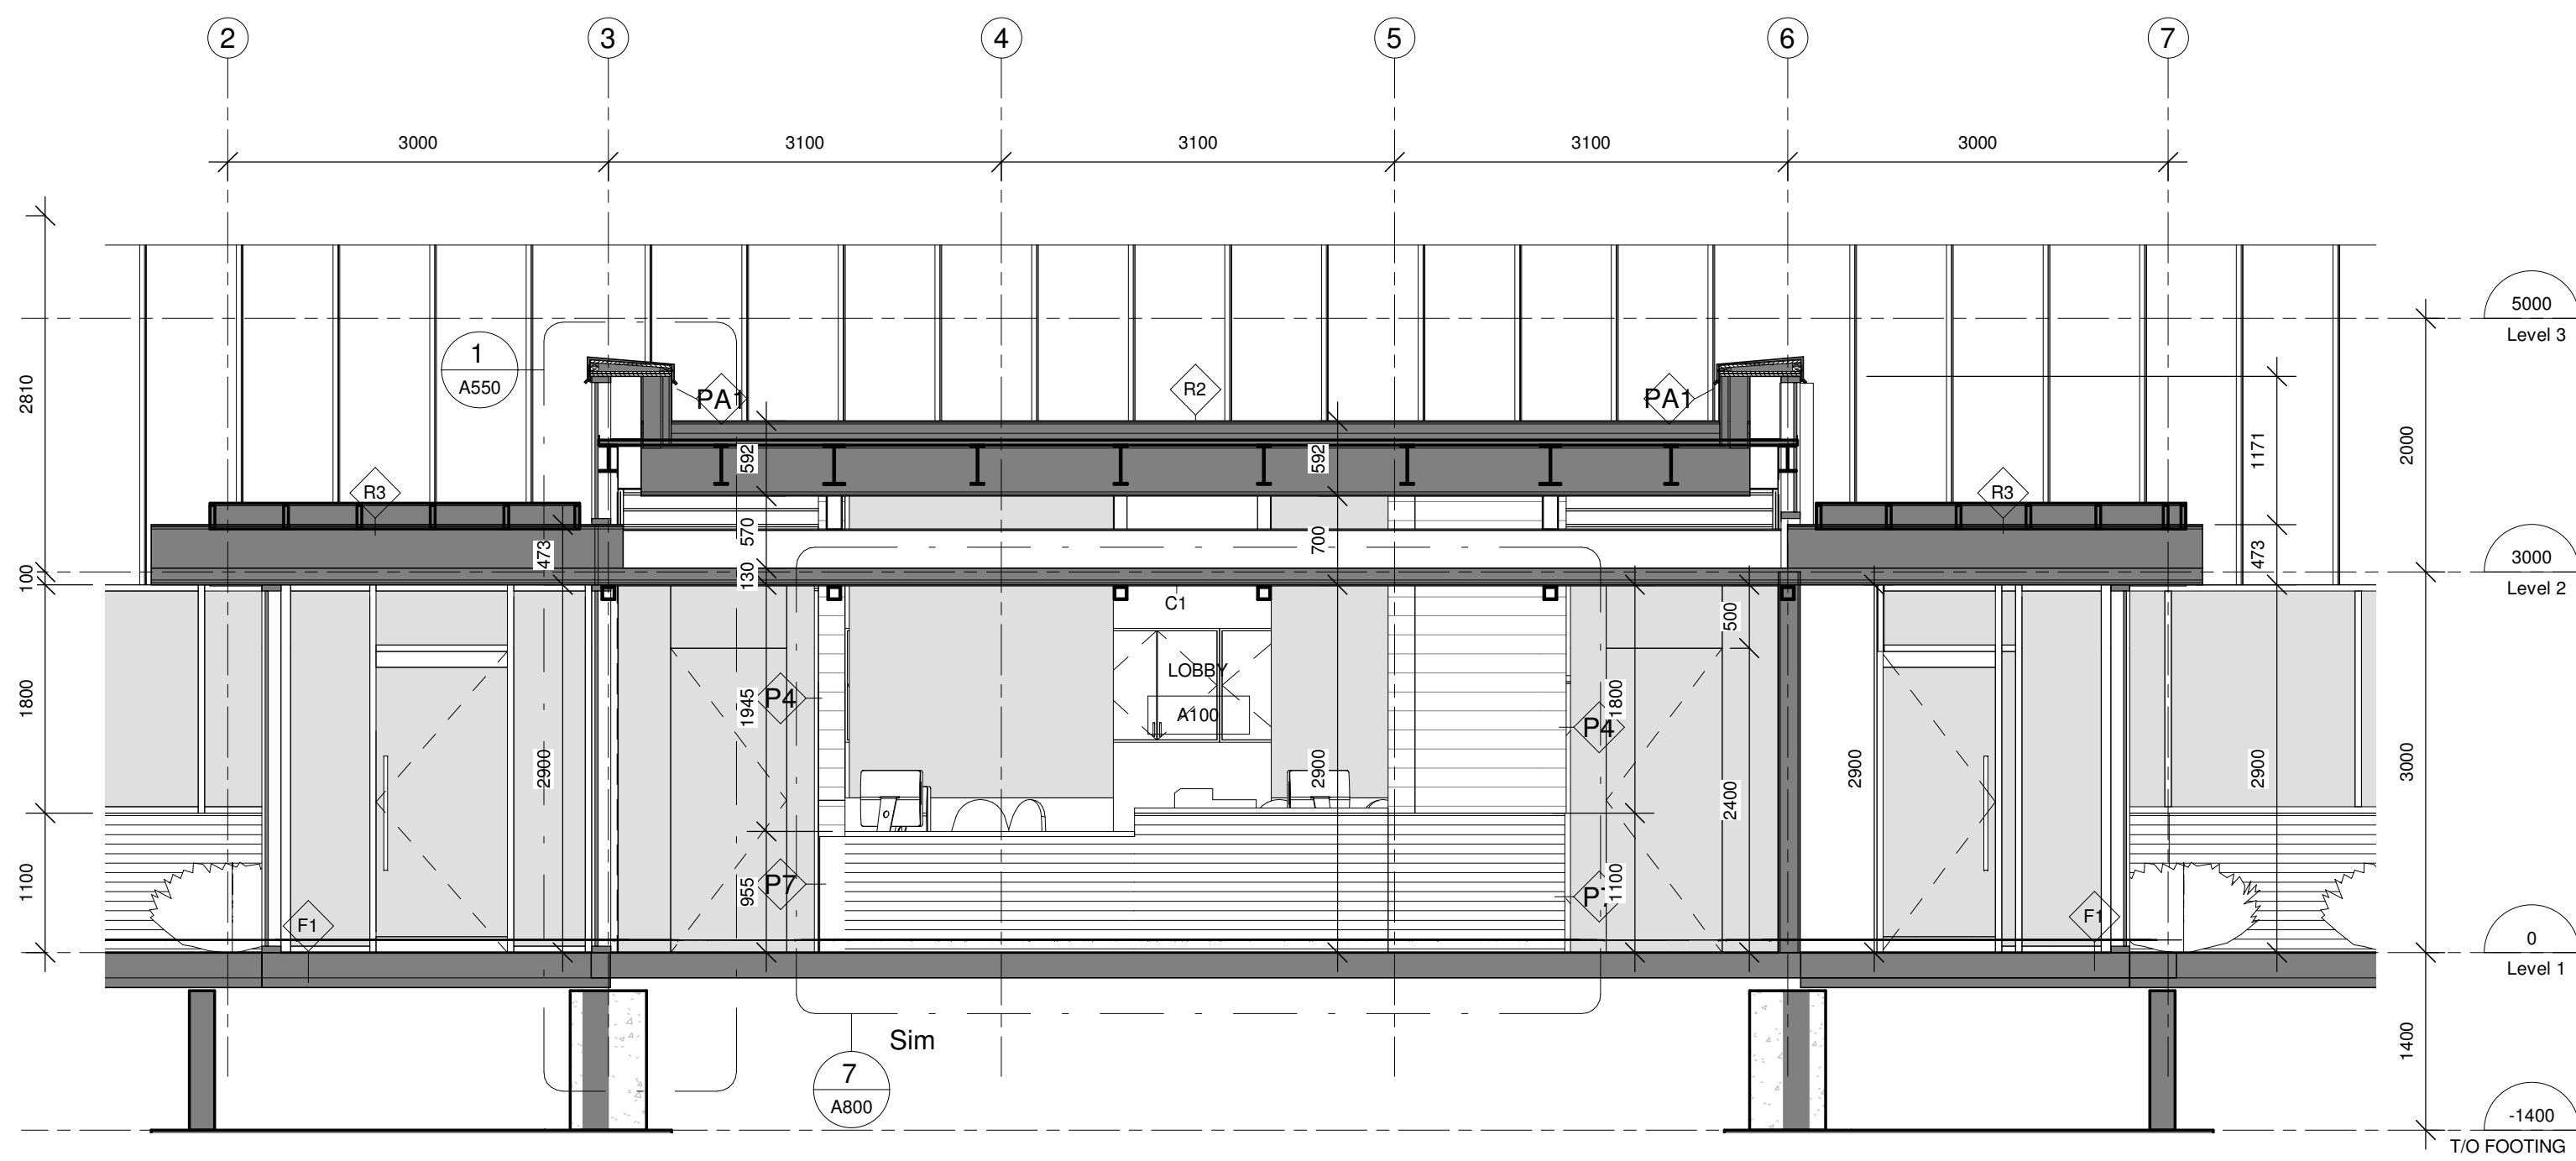 2 3 4 5 6 7
3000 3100 3100 3100 3000
5000
Level 3
1
A550
PA1 R2 PA1
2810 2000
1171
592 592
R3 R3
570 700
473 473
3000
Level 2
100 130
C1
500
LOBBY
A100
1800 1945 P4 P4 1800
2900 2900 2900 2900 3000
2400
1100 955 P7 1100
F1 F1
0
Level 1
Sim
7
A800
1400
-1400
T/O FOOTING